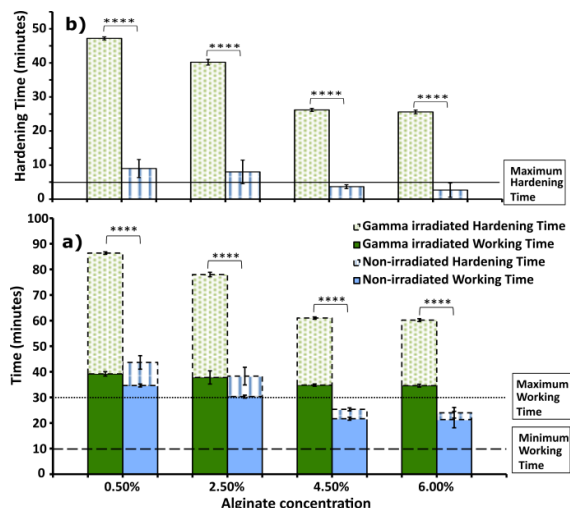 b)
Hardening Time (minutes)
50
40
30
20
10
5
0
****
****
****
****
Maximum
Hardening
Time
a)
Time (minutes)
100
90
80
70
60
50
40
30
20
10
0
Gamma irradiated Hardening Time
Gamma irradiated Working Time
Non-irradiated Hardening Time
Non-irradiated Working Time
****
****
****
****
Maximum
Working
Time
Minimum
Working
Time
0.50% 2.50% 4.50% 6.00%
Alginate concentration